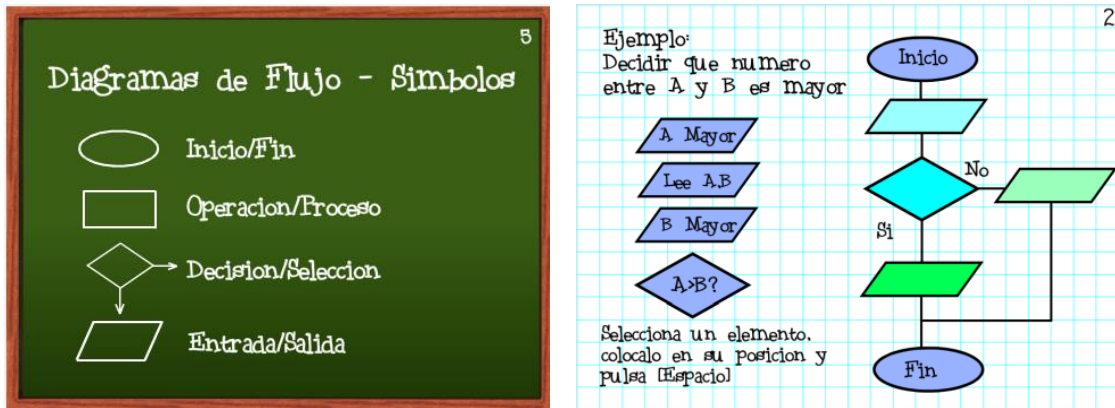 5
Diagramas de Flujo - Simbolos
Inicio/Fin
Operacion/Proceso
Decision/Seleccion
Entrada/Salida
2
Ejemplo:
Decidir que numero
entre A y B es mayor
A Mayor
Lee A,B
B Mayor
A>B?
Selecciona un elemento,
colocalo en su posicion y
pulsa [Espacio]
Inicio
No
Si
Fin